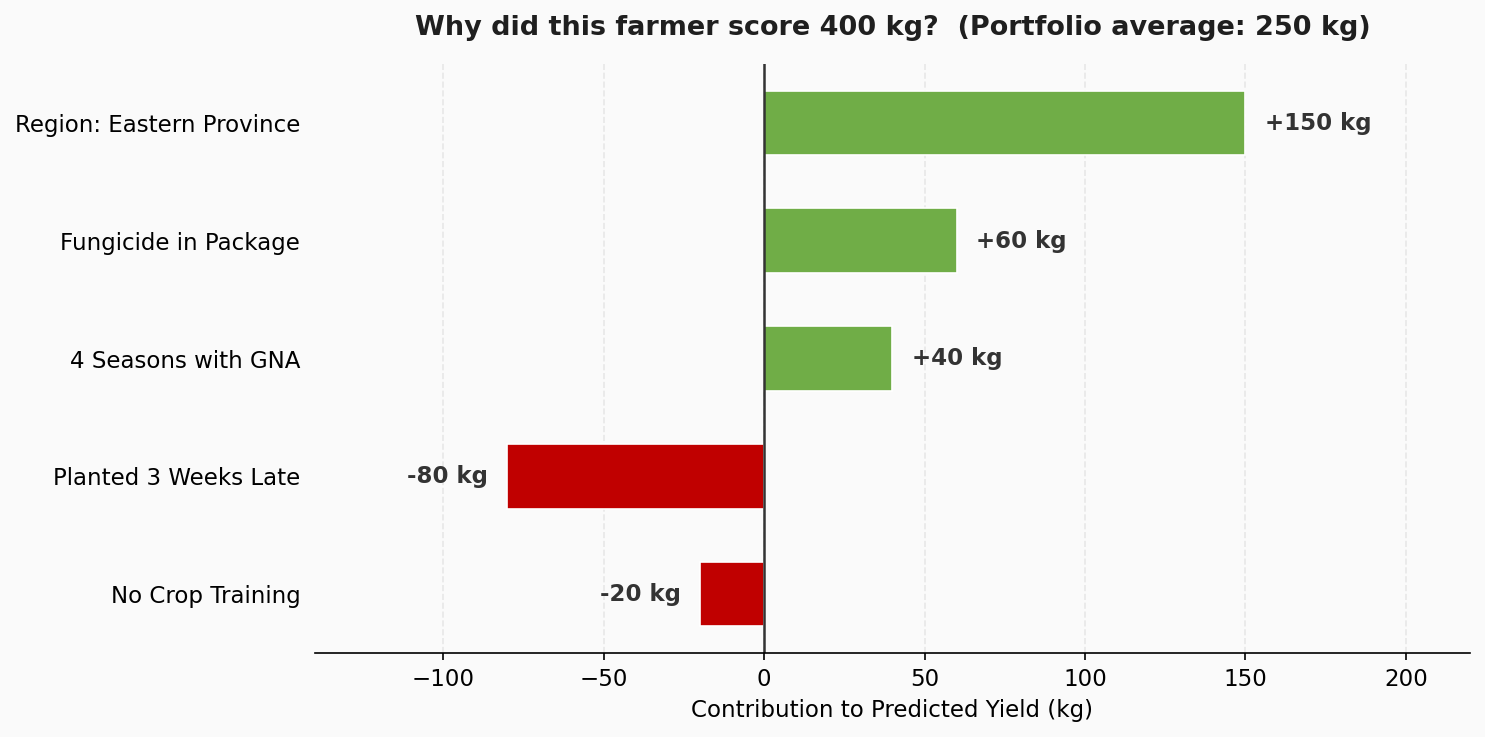 Why did this farmer score 400 kg?  (Portfolio average: 250 kg)
Region: Eastern Province
+150 kg
Fungicide in Package
+60 kg
4 Seasons with GNA
+40 kg
Planted 3 Weeks Late
-80 kg
No Crop Training
-20 kg
−100
−50
0
50
100
150
200
Contribution to Predicted Yield (kg)